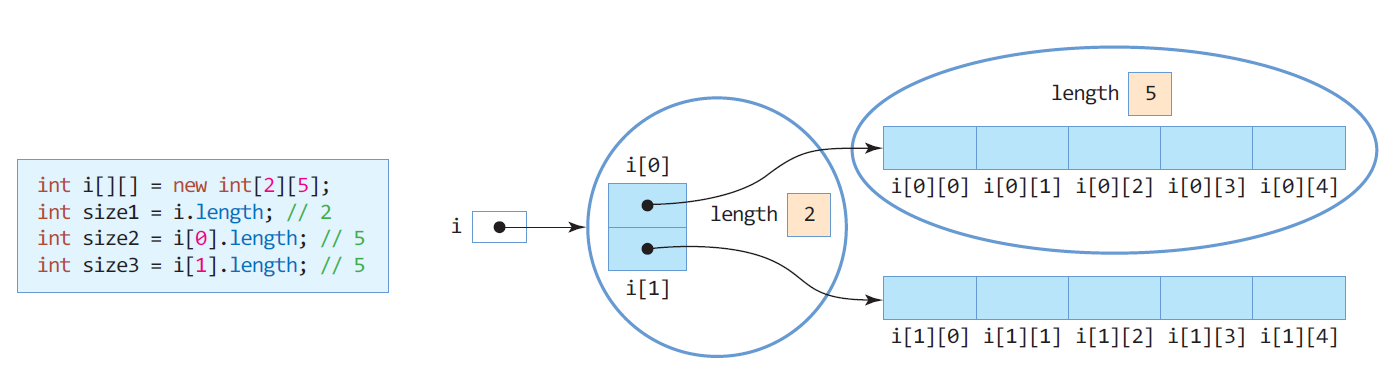 int i[][] = new int[2][5];
int size1 = i.length; // 2
int size2 = i[0].length; // 5
int size3 = i[1].length; // 5
i
i[0]
length 2
i[1]
length 5
i[0][0] i[0][1] i[0][2] i[0][3] i[0][4]
i[1][0] i[1][1] i[1][2] i[1][3] i[1][4]